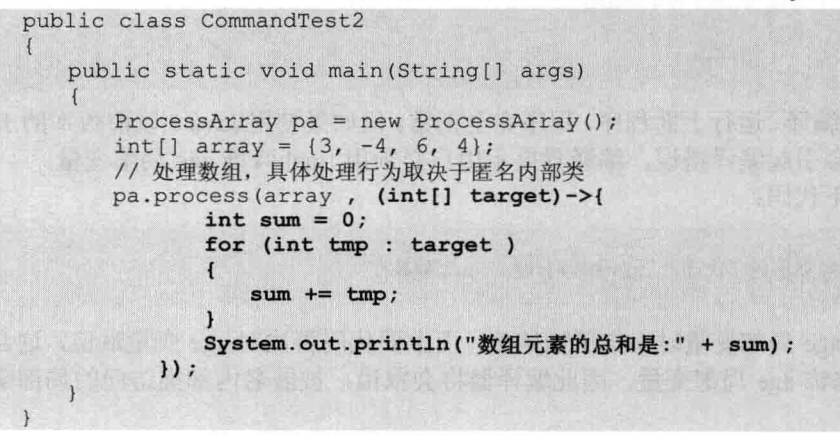 public class CommandTest2
{
public static void main(String[] args)
{
ProcessArray pa = new ProcessArray();
int[] array = {3, -4, 6, 4};
// 处理数组，具体处理行为取决于匿名内部类
pa.process(array , (int[] target)->{
int sum = 0;
for (int tmp : target )
{
sum += tmp;
}
System.out.println("数组元素的总和是:" + sum);
});
}
}